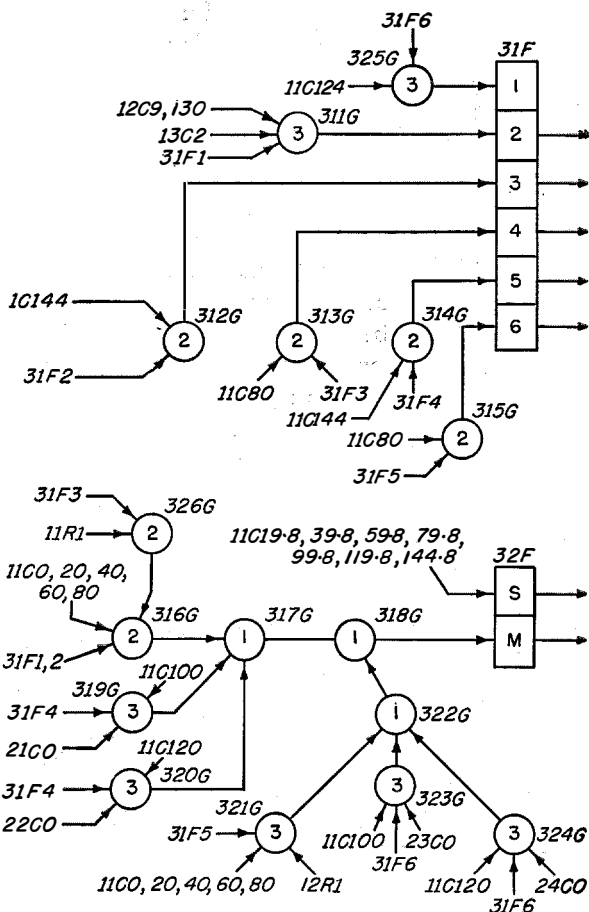 31F6
325G
31F
11C124
3
1
12C9, 130
311G
13C2
3
2
31F1
3
4
1C144
312G
313G
314G
5
2
2
2
6
31F2
11C80
31F3
31F4
11C144
315G
11C80
2
31F5
31F3
326G
11R1
2
11C19·8, 39·8, 59·8, 79·8,
99·8, 119·8, 144·8
32F
11C0, 20, 40,
60, 80
316G
317G
318G
S
2
1
1
M
31F1, 2
319G
11C100
322G
31F4
3
1
21C0
11C120
320G
323G
31F4
3
3
22C0
321G
324G
31F5
3
11C100
23C0
3
31F6
11C0, 20, 40, 60, 80
12R1
11C120
24C0
31F6